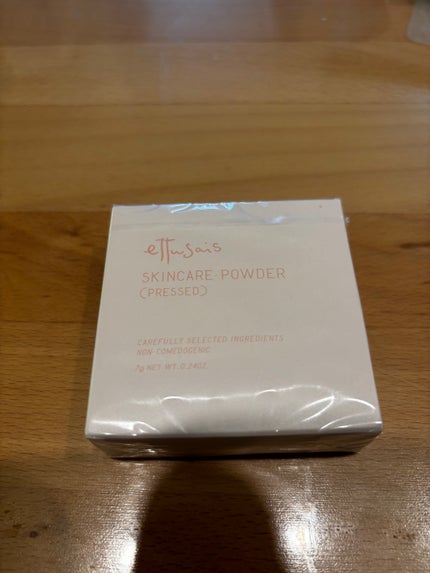 ettusais
SKINCARE POWDER
(PRESSED)
CAREFULLY SELECTED INGREDIENTS
NON-COMEDOGENIC
7g NET WT. 0.24OZ.